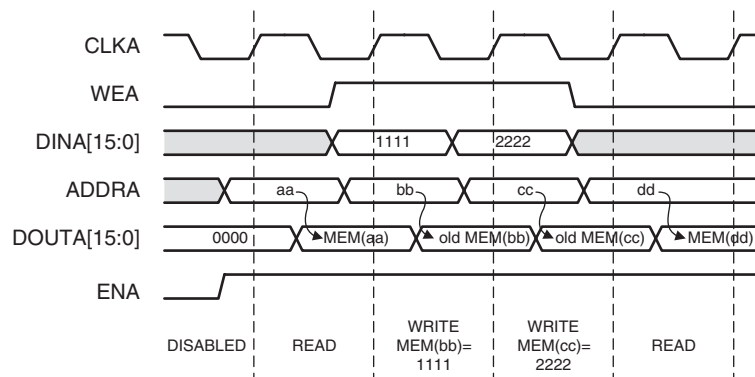 CLKA
WEA
DINA[15:0] 1111 2222
ADDRA aa bb cc dd
DOUTA[15:0] 0000 MEM(aa) old MEM(bb) old MEM(cc) MEM(dd)
ENA
DISABLED READ WRITE MEM(bb)= 1111 WRITE MEM(cc)= 2222 READ